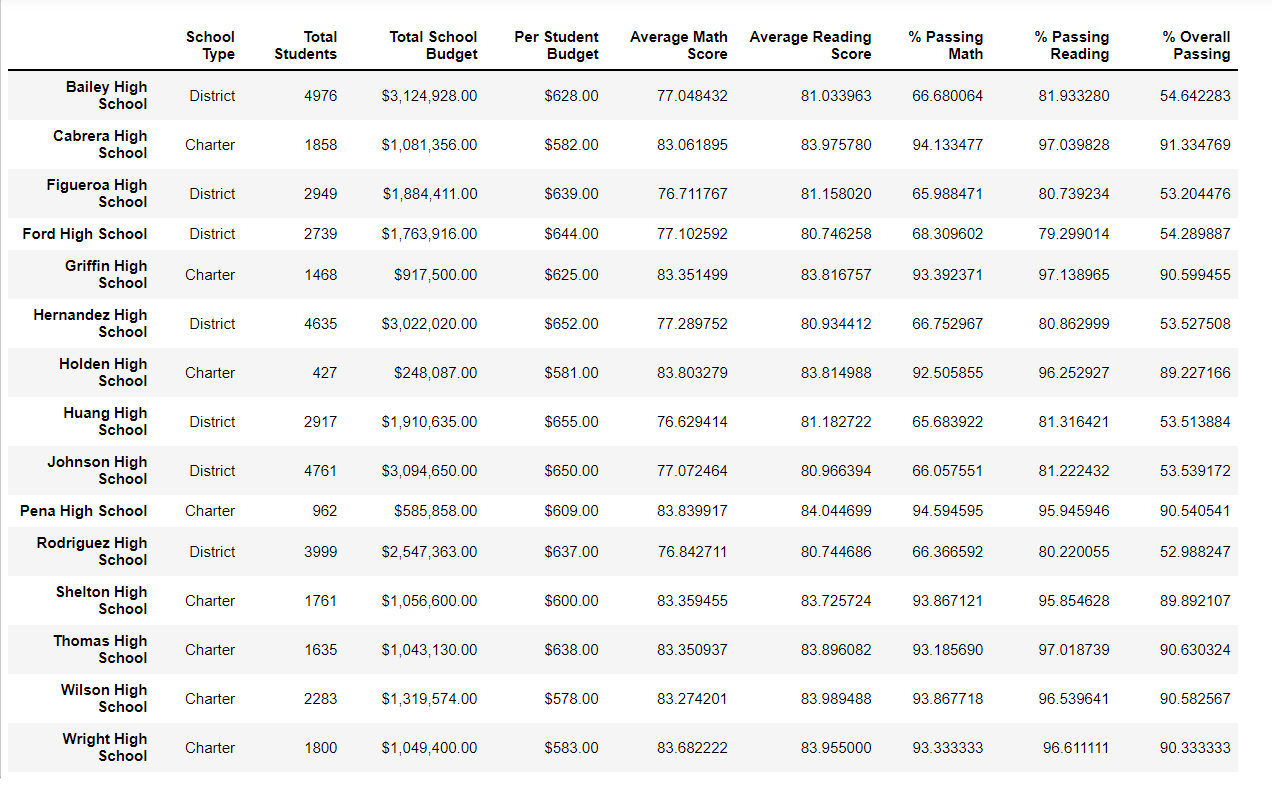 School Total Total School Per Student Average Math Average Reading % Passing % Passing % Overall
Type Students Budget Budget Score Score Math Reading Passing
Bailey High
School District 4976 $3,124,928.00 $628.00 77.048432 81.033963 66.680064 81.933280 54.642283
Cabrera High
School Charter 1858 $1,081,356.00 $582.00 83.061895 83.975780 94.133477 97.039828 91.334769
Figueroa High
School District 2949 $1,884,411.00 $639.00 76.711767 81.158020 65.988471 80.739234 53.204476
Ford High School District 2739 $1,763,916.00 $644.00 77.102592 80.746258 68.309602 79.299014 54.289887
Griffin High
School Charter 1468 $917,500.00 $625.00 83.351499 83.816757 93.392371 97.138965 90.599455
Hernandez High
School District 4635 $3,022,020.00 $652.00 77.289752 80.934412 66.752967 80.862999 53.527508
Holden High
School Charter 427 $248,087.00 $581.00 83.803279 83.814988 92.505855 96.252927 89.227166
Huang High
School District 2917 $1,910,635.00 $655.00 76.629414 81.182722 65.683922 81.316421 53.513884
Johnson High
School District 4761 $3,094,650.00 $650.00 77.072464 80.966394 66.057551 81.222432 53.539172
Pena High School Charter 962 $585,858.00 $609.00 83.839917 84.044699 94.594595 95.945946 90.540541
Rodriguez High
School District 3999 $2,547,363.00 $637.00 76.842711 80.744686 66.366592 80.220055 52.988247
Shelton High
School Charter 1761 $1,056,600.00 $600.00 83.359455 83.725724 93.867121 95.854628 89.892107
Thomas High
School Charter 1635 $1,043,130.00 $638.00 83.350937 83.896082 93.185690 97.018739 90.630324
Wilson High
School Charter 2283 $1,319,574.00 $578.00 83.274201 83.989488 93.867718 96.539641 90.582567
Wright High
School Charter 1800 $1,049,400.00 $583.00 83.682222 83.955000 93.333333 96.611111 90.333333